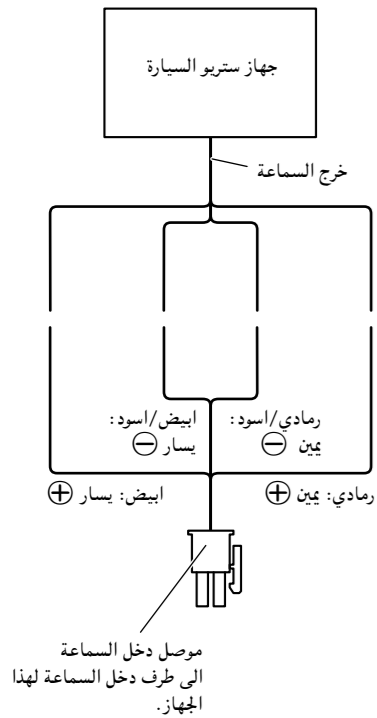 جهاز ستريو السيارة
خرج السماعة
رمادي/اسود:
يمين ⊖
ابيض/اسود:
يسار ⊖
رمادي: يمين ⊕
ابيض: يسار ⊕
موصل دخل السماعة
الى طرف دخل السماعة لهذا
الجهاز.